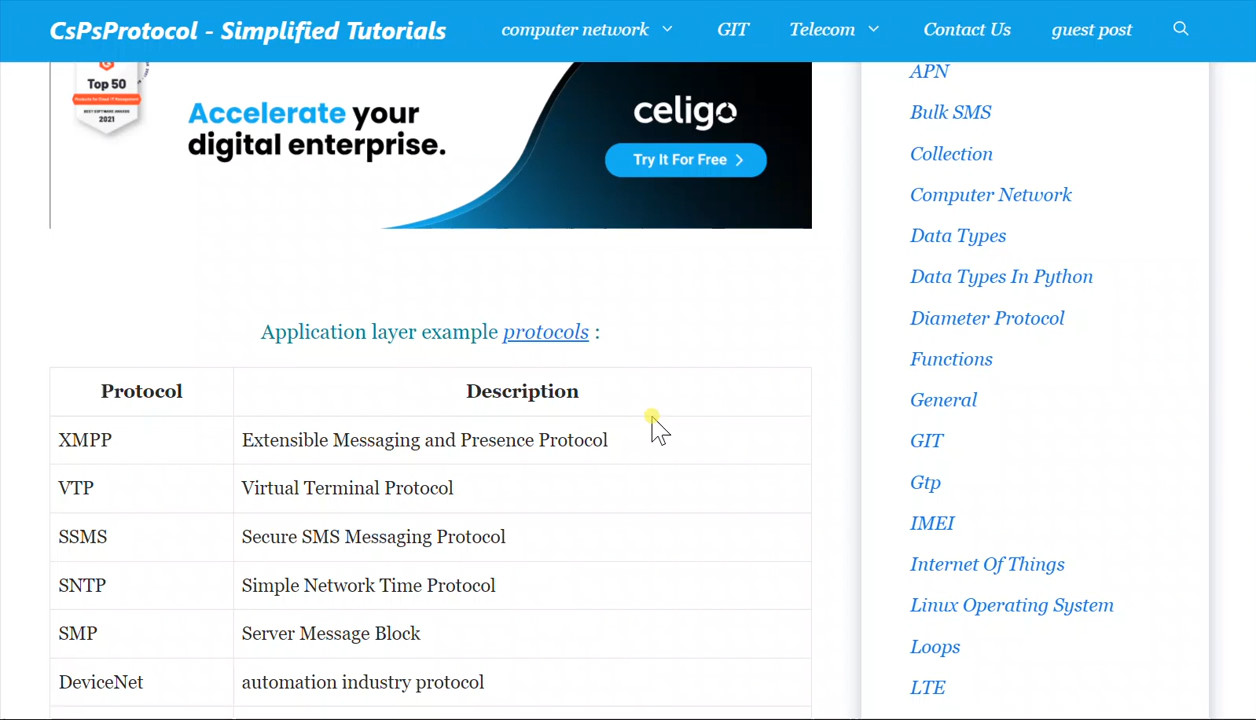 CsPsProtocol - Simplified Tutorials
computer network
GIT
Telecom
Contact Us
guest post
Top 50
BEST SOFTWARE AWARDS
2021
Accelerate your
digital enterprise.
celigo
Try It For Free
Application layer example protocols :
Protocol Description
XMPP Extensible Messaging and Presence Protocol
VTP Virtual Terminal Protocol
SSMS Secure SMS Messaging Protocol
SNTP Simple Network Time Protocol
SMP Server Message Block
DeviceNet automation industry protocol
APN
Bulk SMS
Collection
Computer Network
Data Types
Data Types In Python
Diameter Protocol
Functions
General
GIT
Gtp
IMEI
Internet Of Things
Linux Operating System
Loops
LTE